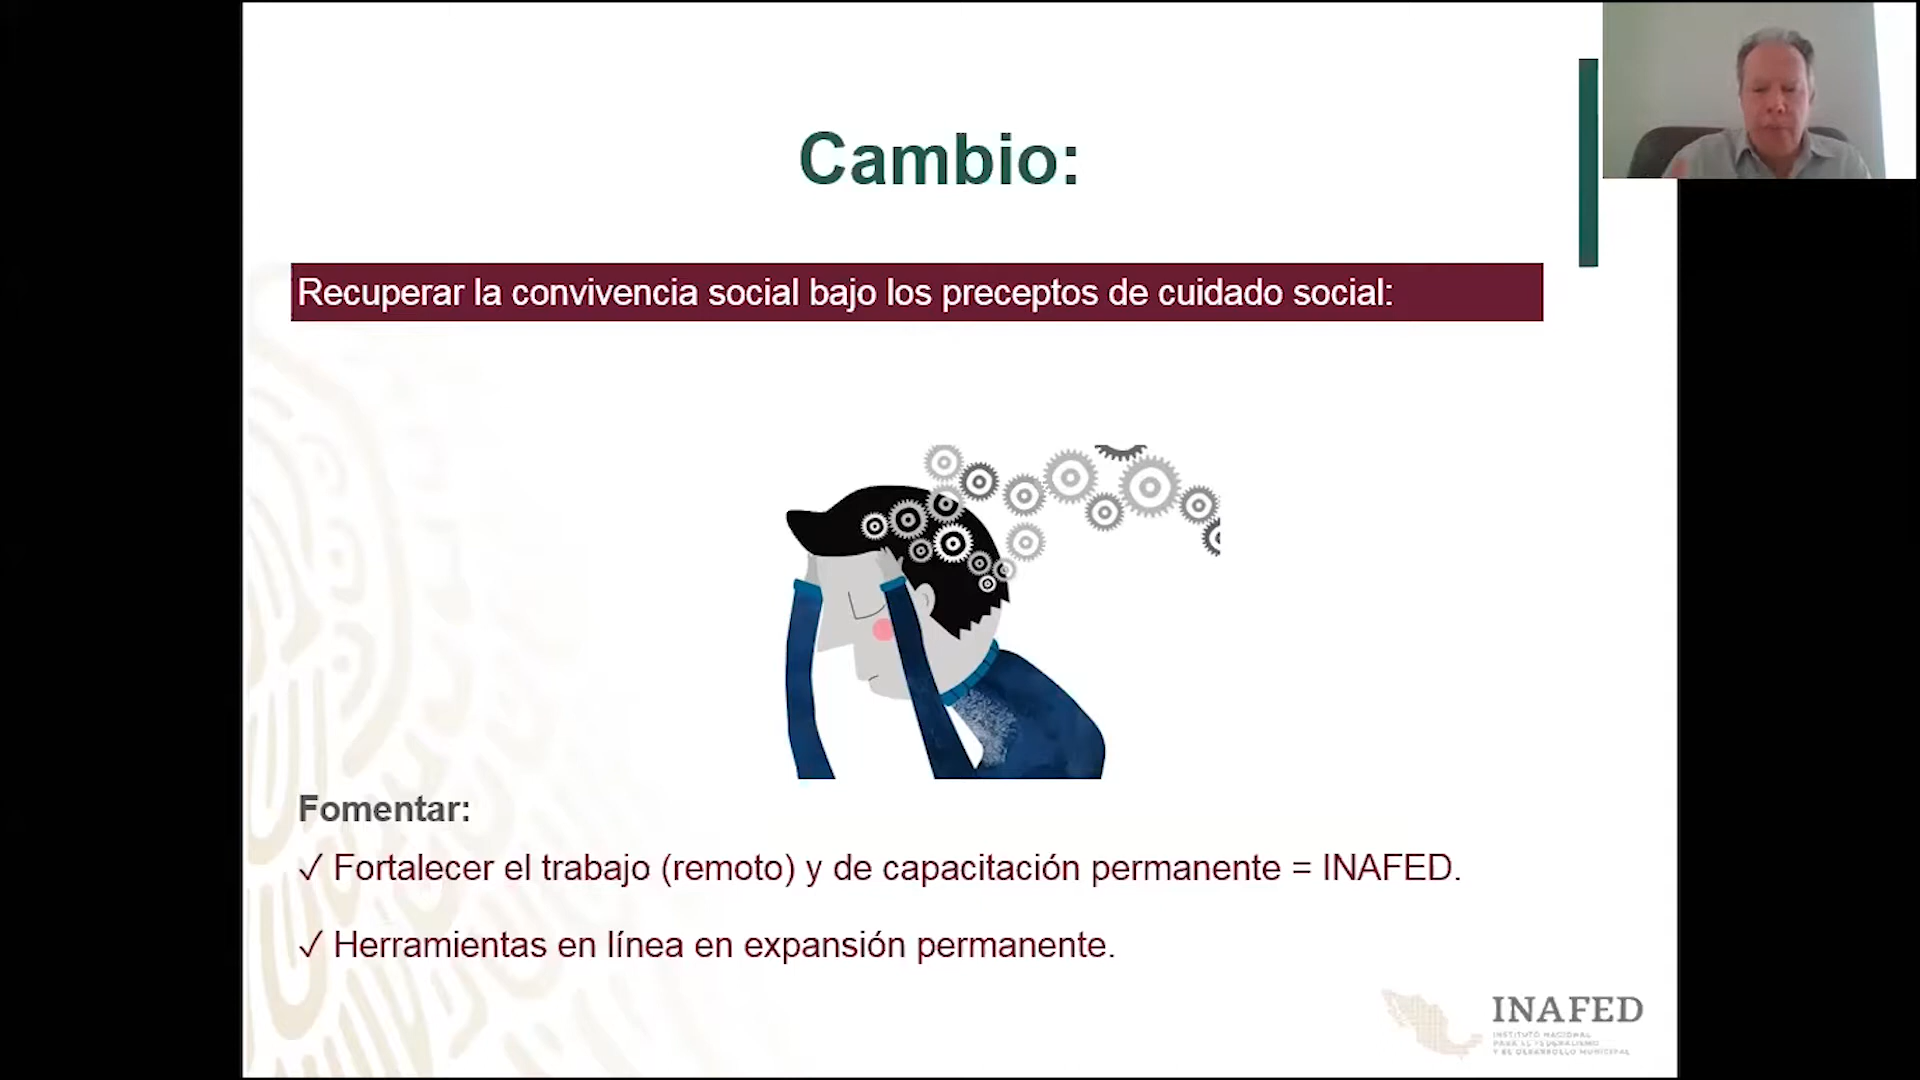 Cambio:
Recuperar la convivencia social bajo los preceptos de cuidado social:
Fomentar:
✓ Fortalecer el trabajo (remoto) y de capacitación permanente = INAFED.
✓ Herramientas en línea en expansión permanente.
INAFED
INSTITUTO NACIONAL
PARA EL FEDERALISMO
Y EL DESARROLLO MUNICIPAL